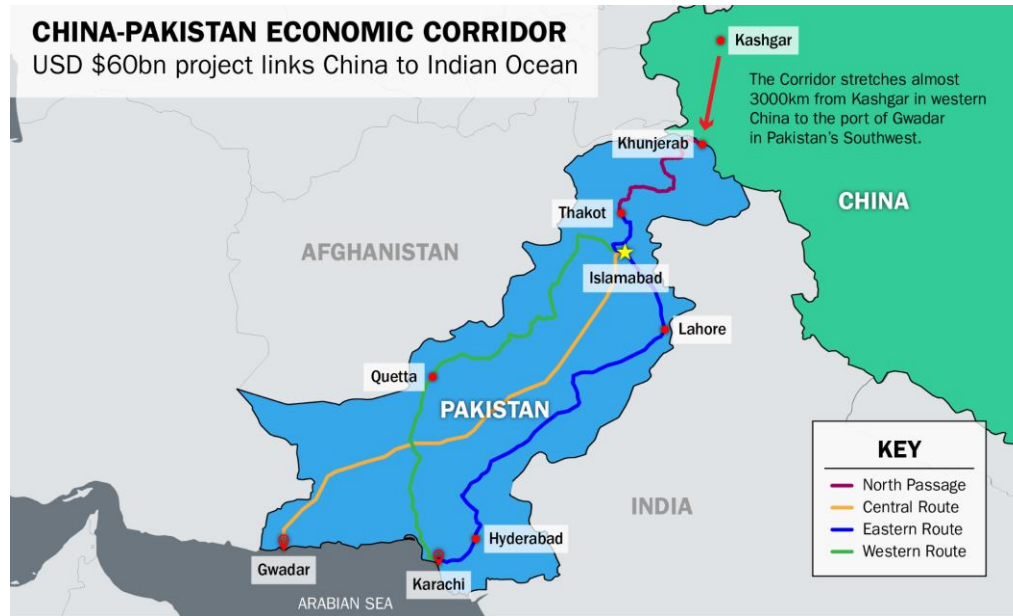 CHINA-PAKISTAN ECONOMIC CORRIDOR
USD $60bn project links China to Indian Ocean
Kashgar
The Corridor stretches almost
3000km from Kashgar in western
China to the port of Gwadar
in Pakistan's Southwest.
Khunjerab
CHINA
Thakot
AFGHANISTAN
Islamabad
Lahore
Quetta
PAKISTAN
KEY
North Passage
Central Route
Eastern Route
Western Route
INDIA
Hyderabad
Gwadar
Karachi
ARABIAN SEA